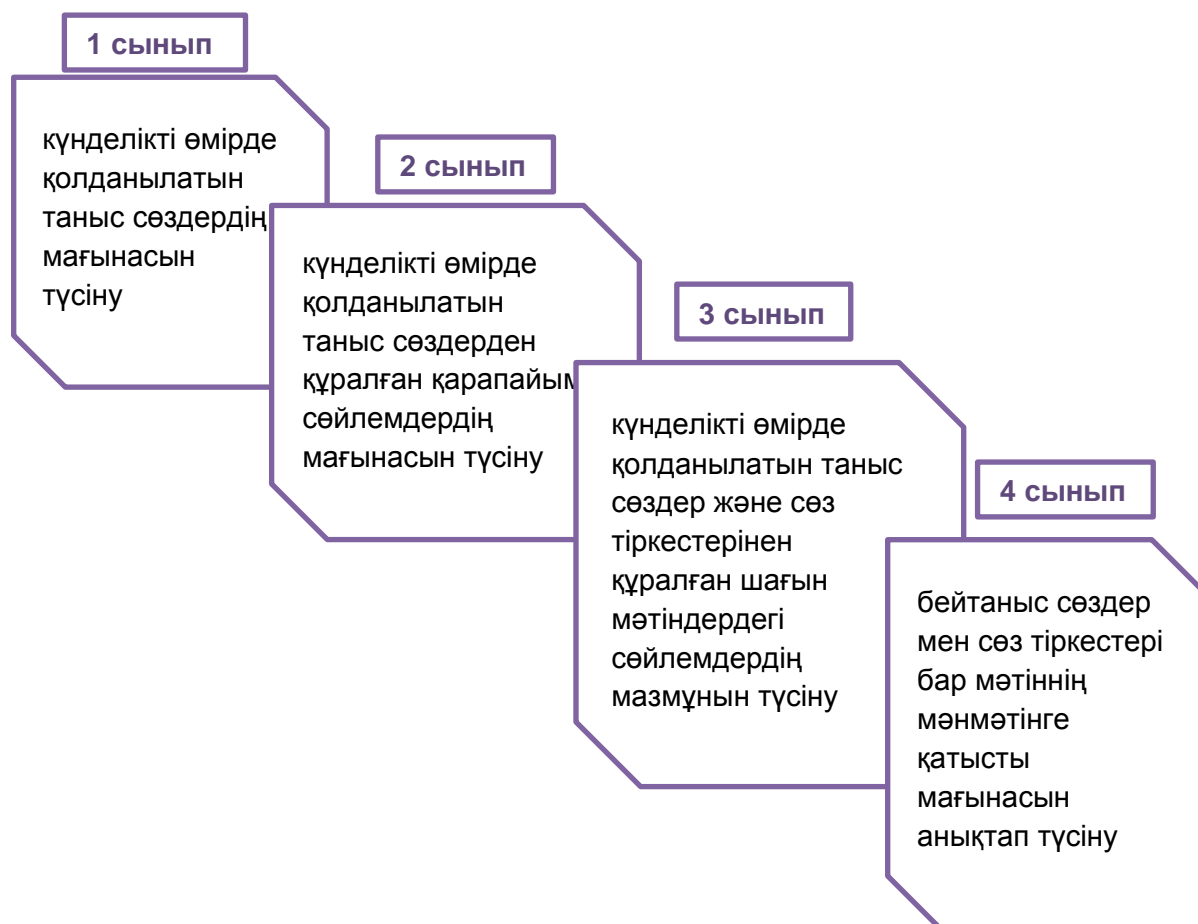 1 сынып
күнделікті өмірде
қолданылатын
таныс сөздердің
мағынасын
түсіну
2 сынып
күнделікті өмірде
қолданылатын
таныс сөздерден
құралған қарапайым
сөйлемдердің
мағынасын түсіну
3 сынып
күнделікті өмірде
қолданылатын таныс
сөздер және сөз
тіркестерінен
құралған шағын
мәтіндердегі
сөйлемдердің
мазмұнын түсіну
4 сынып
бейтаныс сөздер
мен сөз тіркестері
бар мәтіннің
мәнмәтінге
қатысты
мағынасын
анықтап түсіну